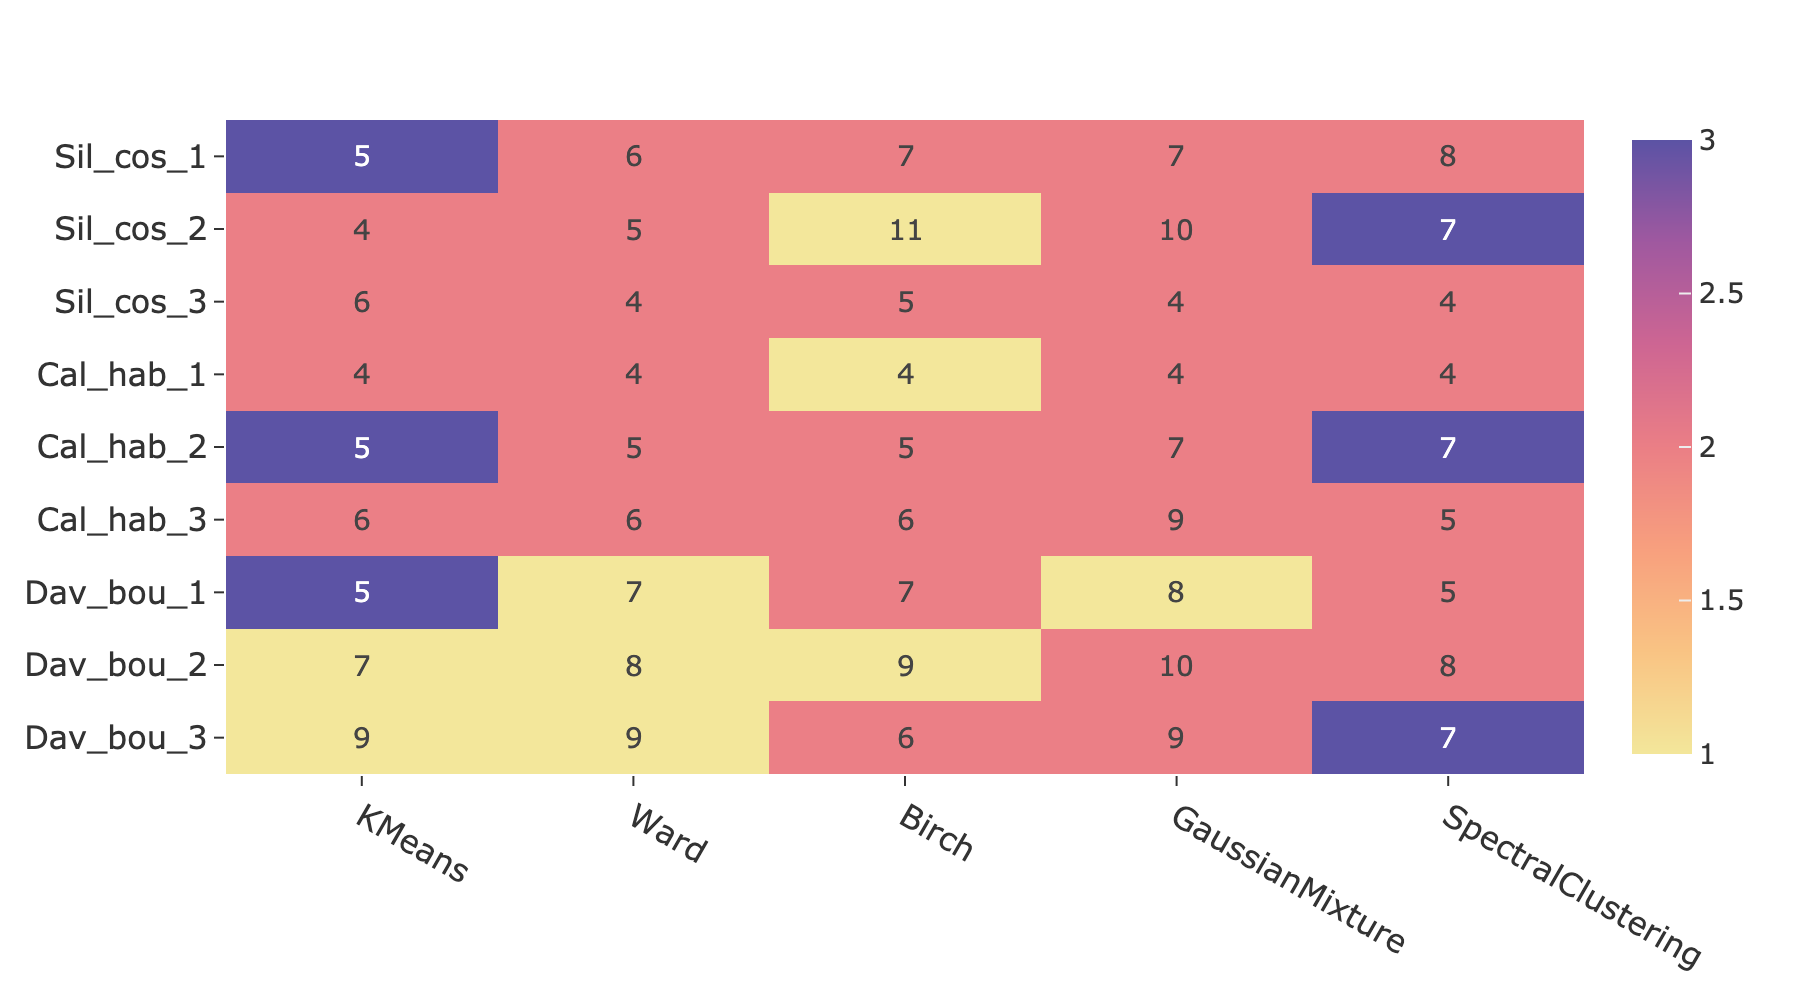 Sil_cos_1 5 6 7 7 8
Sil_cos_2 4 5 11 10 7
Sil_cos_3 6 4 5 4 4
Cal_hab_1 4 4 4 4 4
Cal_hab_2 5 5 5 7 7
Cal_hab_3 6 6 6 9 5
Dav_bou_1 5 7 7 8 5
Dav_bou_2 7 8 9 10 8
Dav_bou_3 9 9 6 9 7
KMeans Ward Birch GaussianMixture SpectralClustering
3
2.5
2
1.5
1